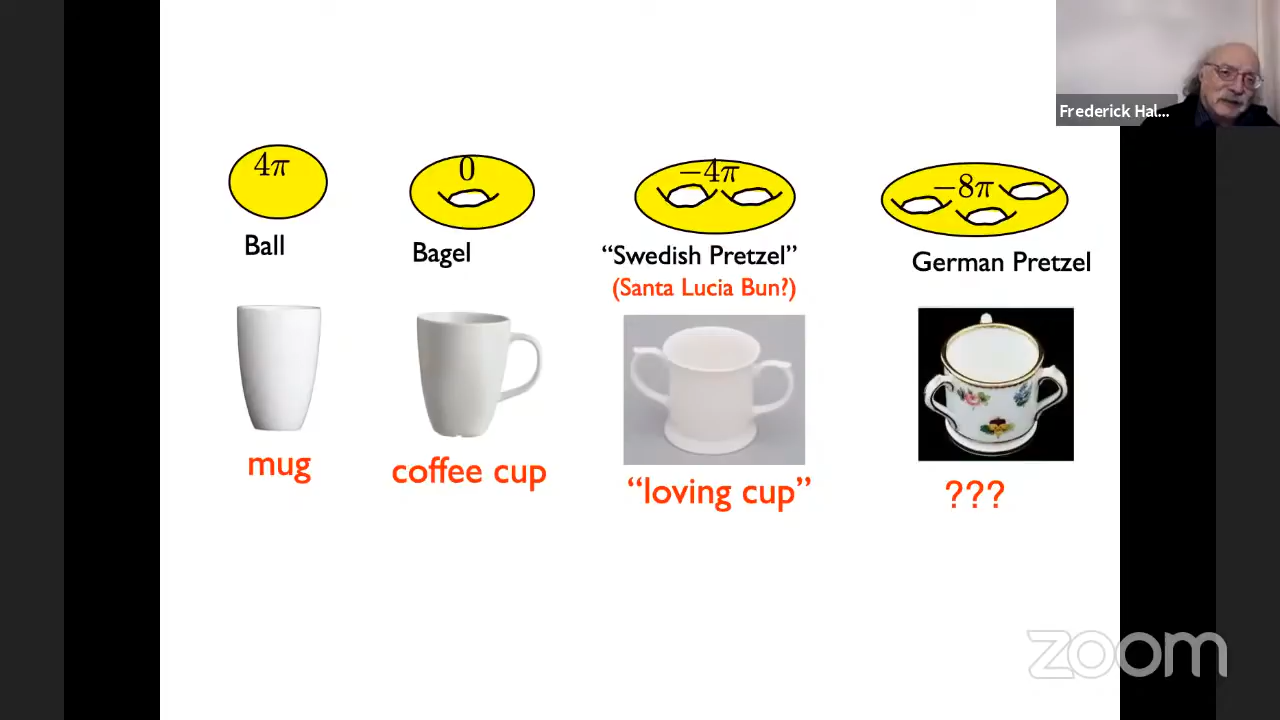 Frederick Hal...
4π
0
−4π
−8π
Ball
Bagel
“Swedish Pretzel”
(Santa Lucia Bun?)
German Pretzel
mug
coffee cup
“loving cup”
???
zoom